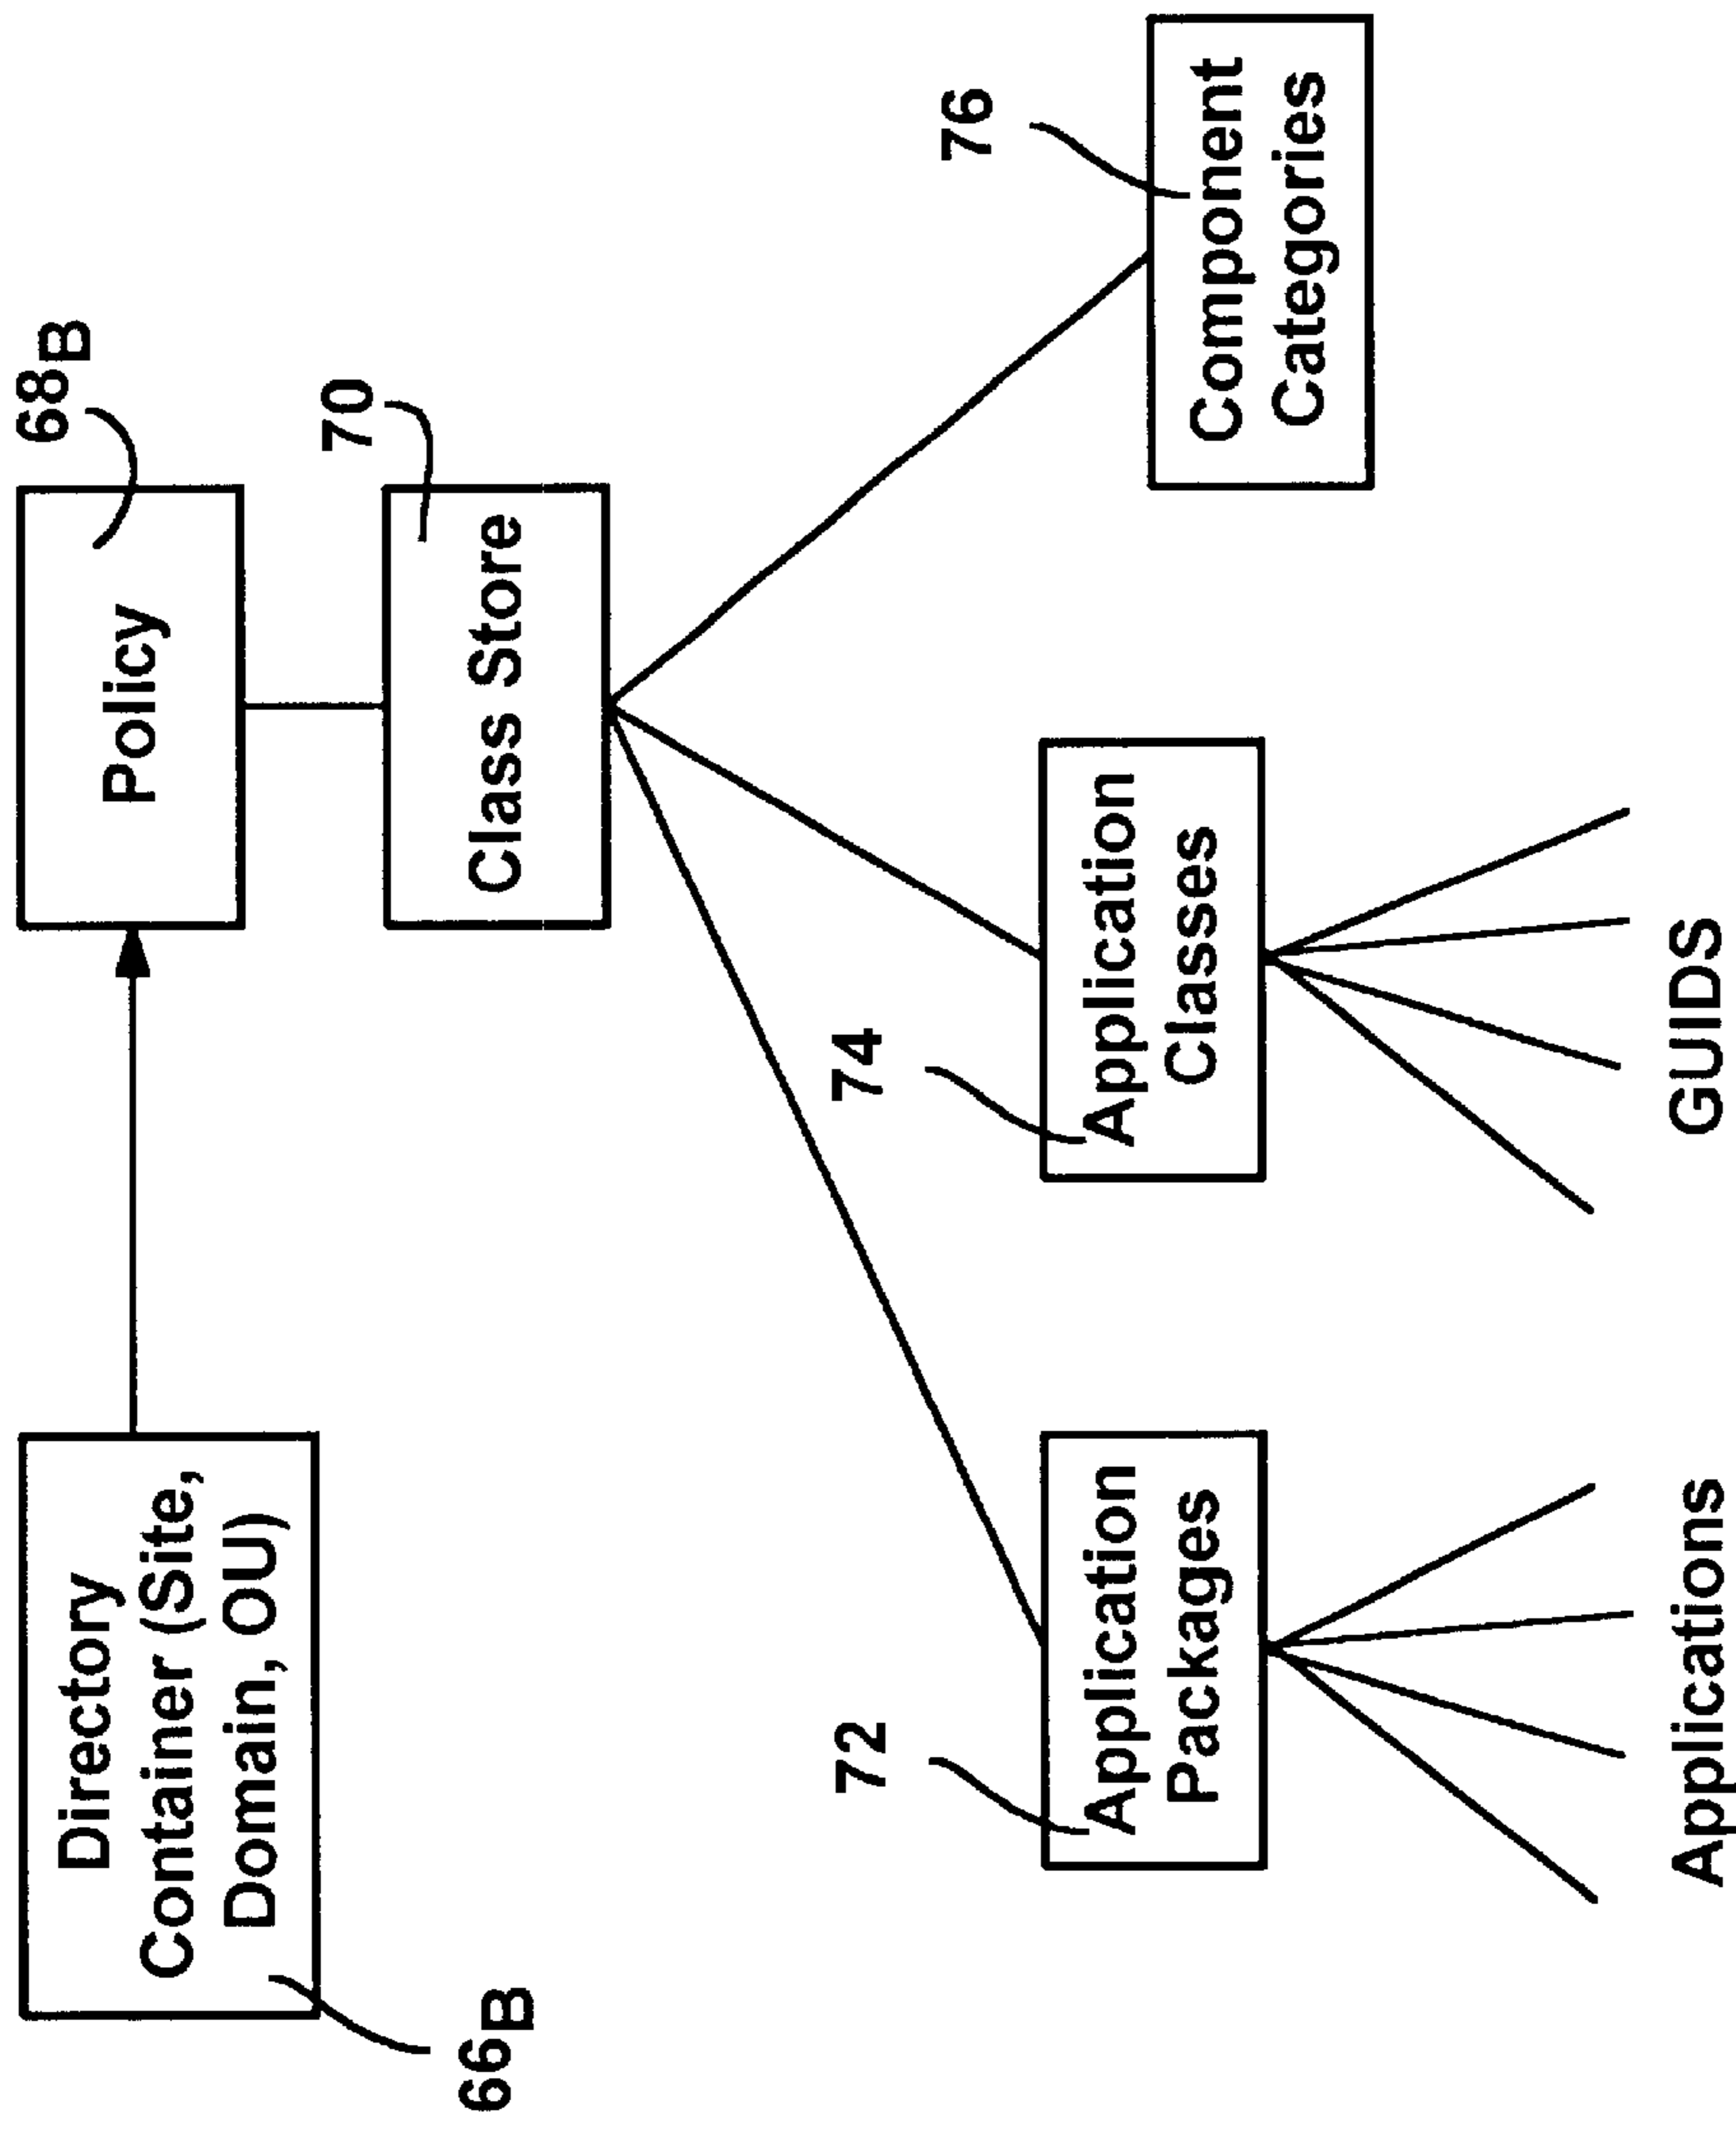 Directory
Container (Site,
Domain, OU)
66B
Policy
68B
Class Store
70
72
Application
Packages
Applications
74
Application
Classes
GUIDS
76
Component
Categories